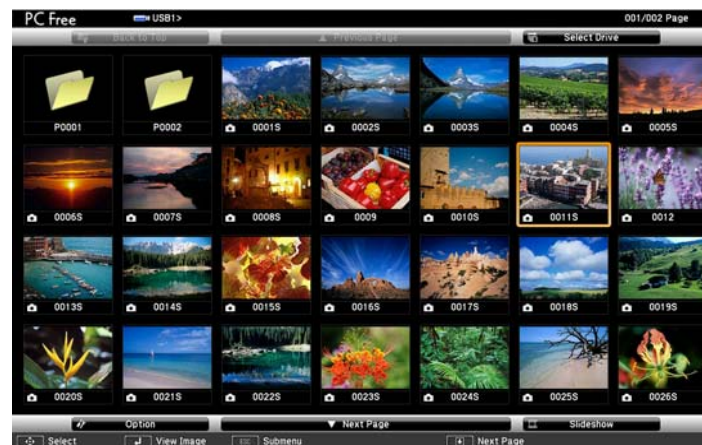 PC Free USB1> 001/002 Page
Back to Top ▲ Previous Page Select Drive
P0001 P0002 0001S 0002S 0003S 0004S 0005S
0006S 0007S 0008S 0009 0010S 0011S 0012
0013S 0014S 0015S 0016S 0017S 0018S 0019S
0020S 0021S 0022S 0023S 0024S 0025S 0026S
Option ▼ Next Page Slideshow
Select View Image Esc Submenu Next Page